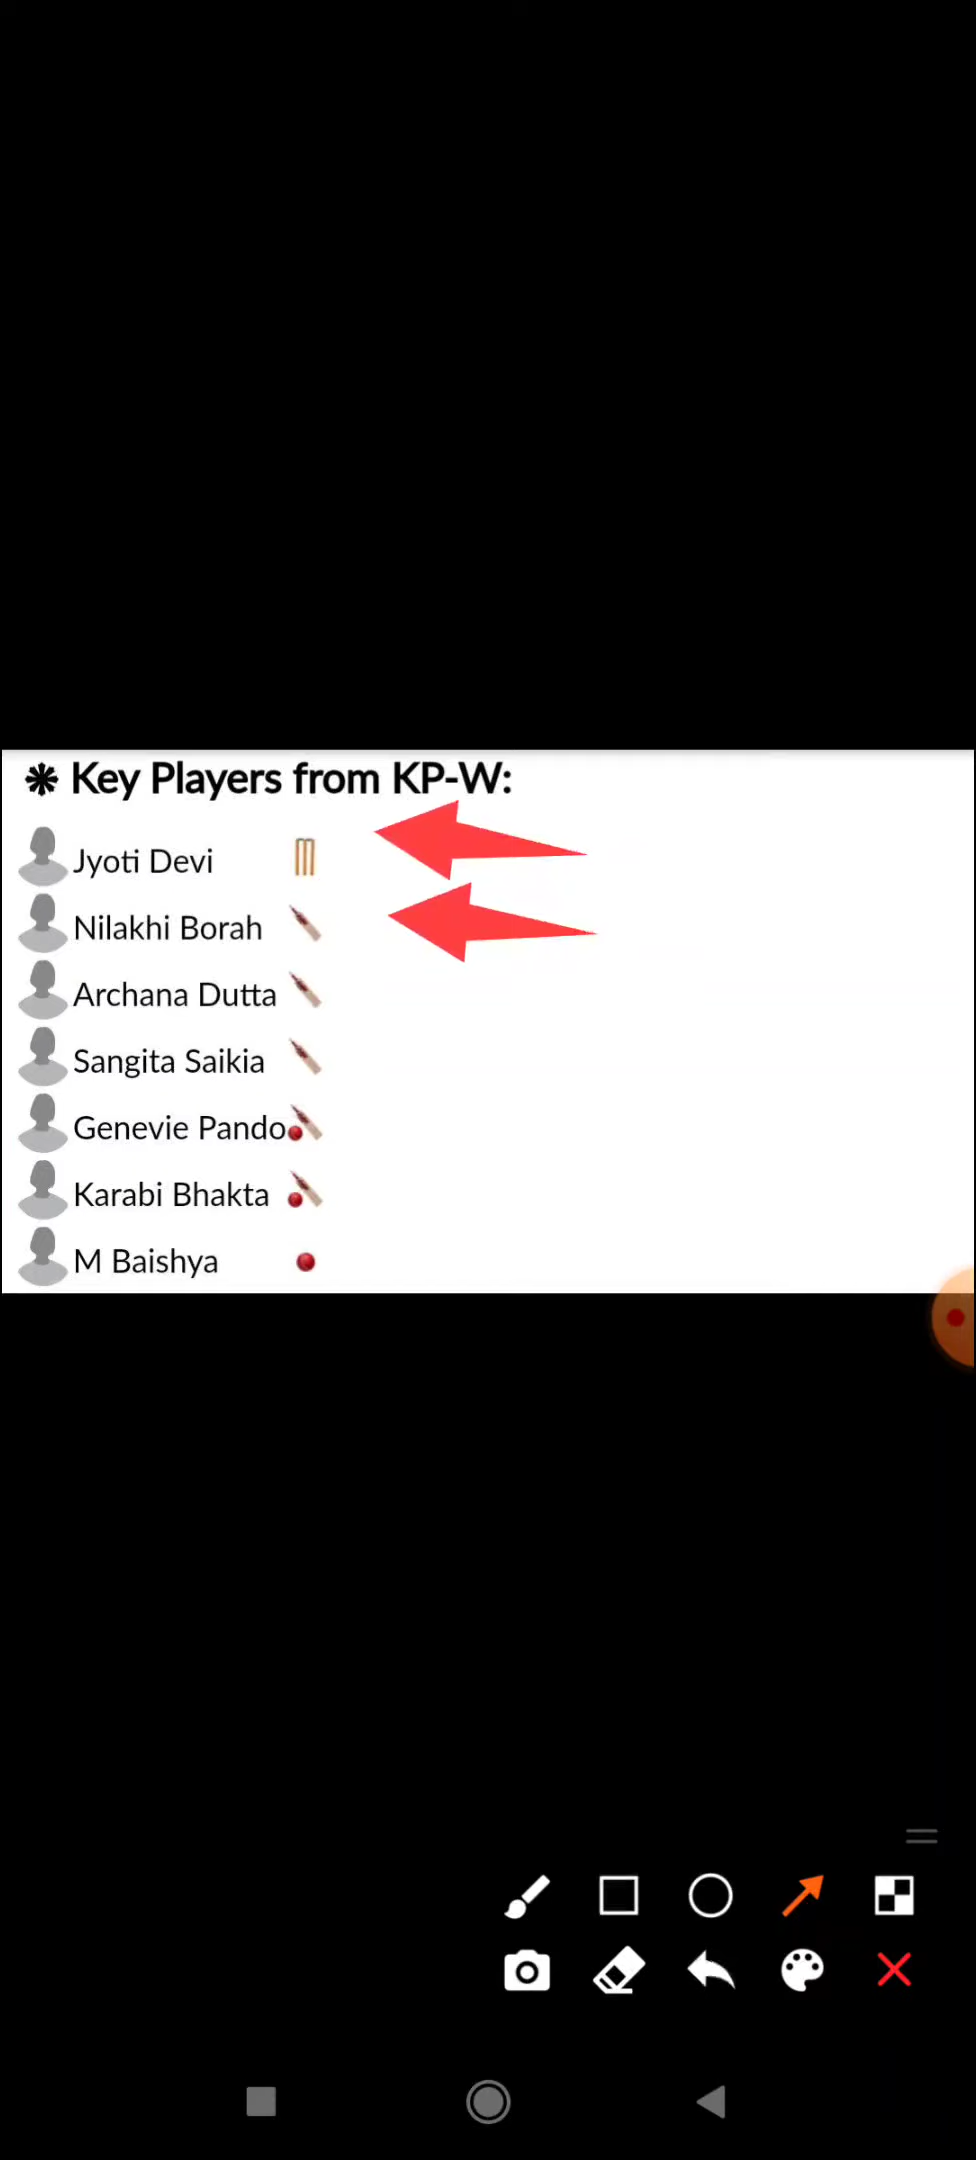 Key Players from KP-W:
Jyoti Devi
Nilakhi Borah
Archana Dutta
Sangita Saikia
Genevie Pando
Karabi Bhakta
M Baishya